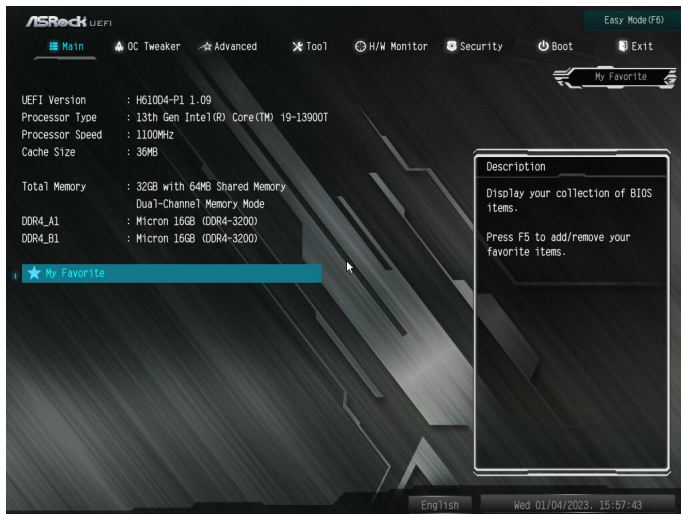 ASRock UEFI
Easy Mode(F6)
Main OC Tweaker Advanced Tool H/W Monitor Security Boot Exit
My Favorite
UEFI Version : H610D4-P1 1.09
Processor Type : 13th Gen Intel(R) Core(TM) i9-13900T
Processor Speed : 1100MHz
Cache Size : 36MB
Total Memory : 32GB with 64MB Shared Memory
Dual-Channel Memory Mode
DDR4_A1 : Micron 16GB (DDR4-3200)
DDR4_B1 : Micron 16GB (DDR4-3200)
My Favorite
Description
Display your collection of BIOS
items.
Press F5 to add/remove your
favorite items.
English
Wed 01/04/2023. 15:57:43